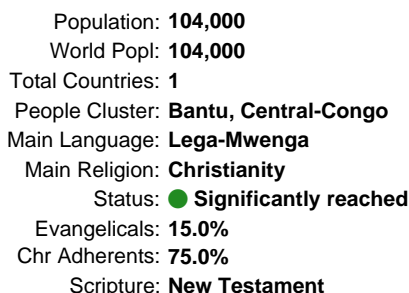 Population: 104,000
World Popl: 104,000
Total Countries: 1
People Cluster: Bantu, Central-Congo
Main Language: Lega-Mwenga
Main Religion: Christianity
Status: Significantly reached
Evangelicals: 15.0%
Chr Adherents: 75.0%
Scripture: New Testament